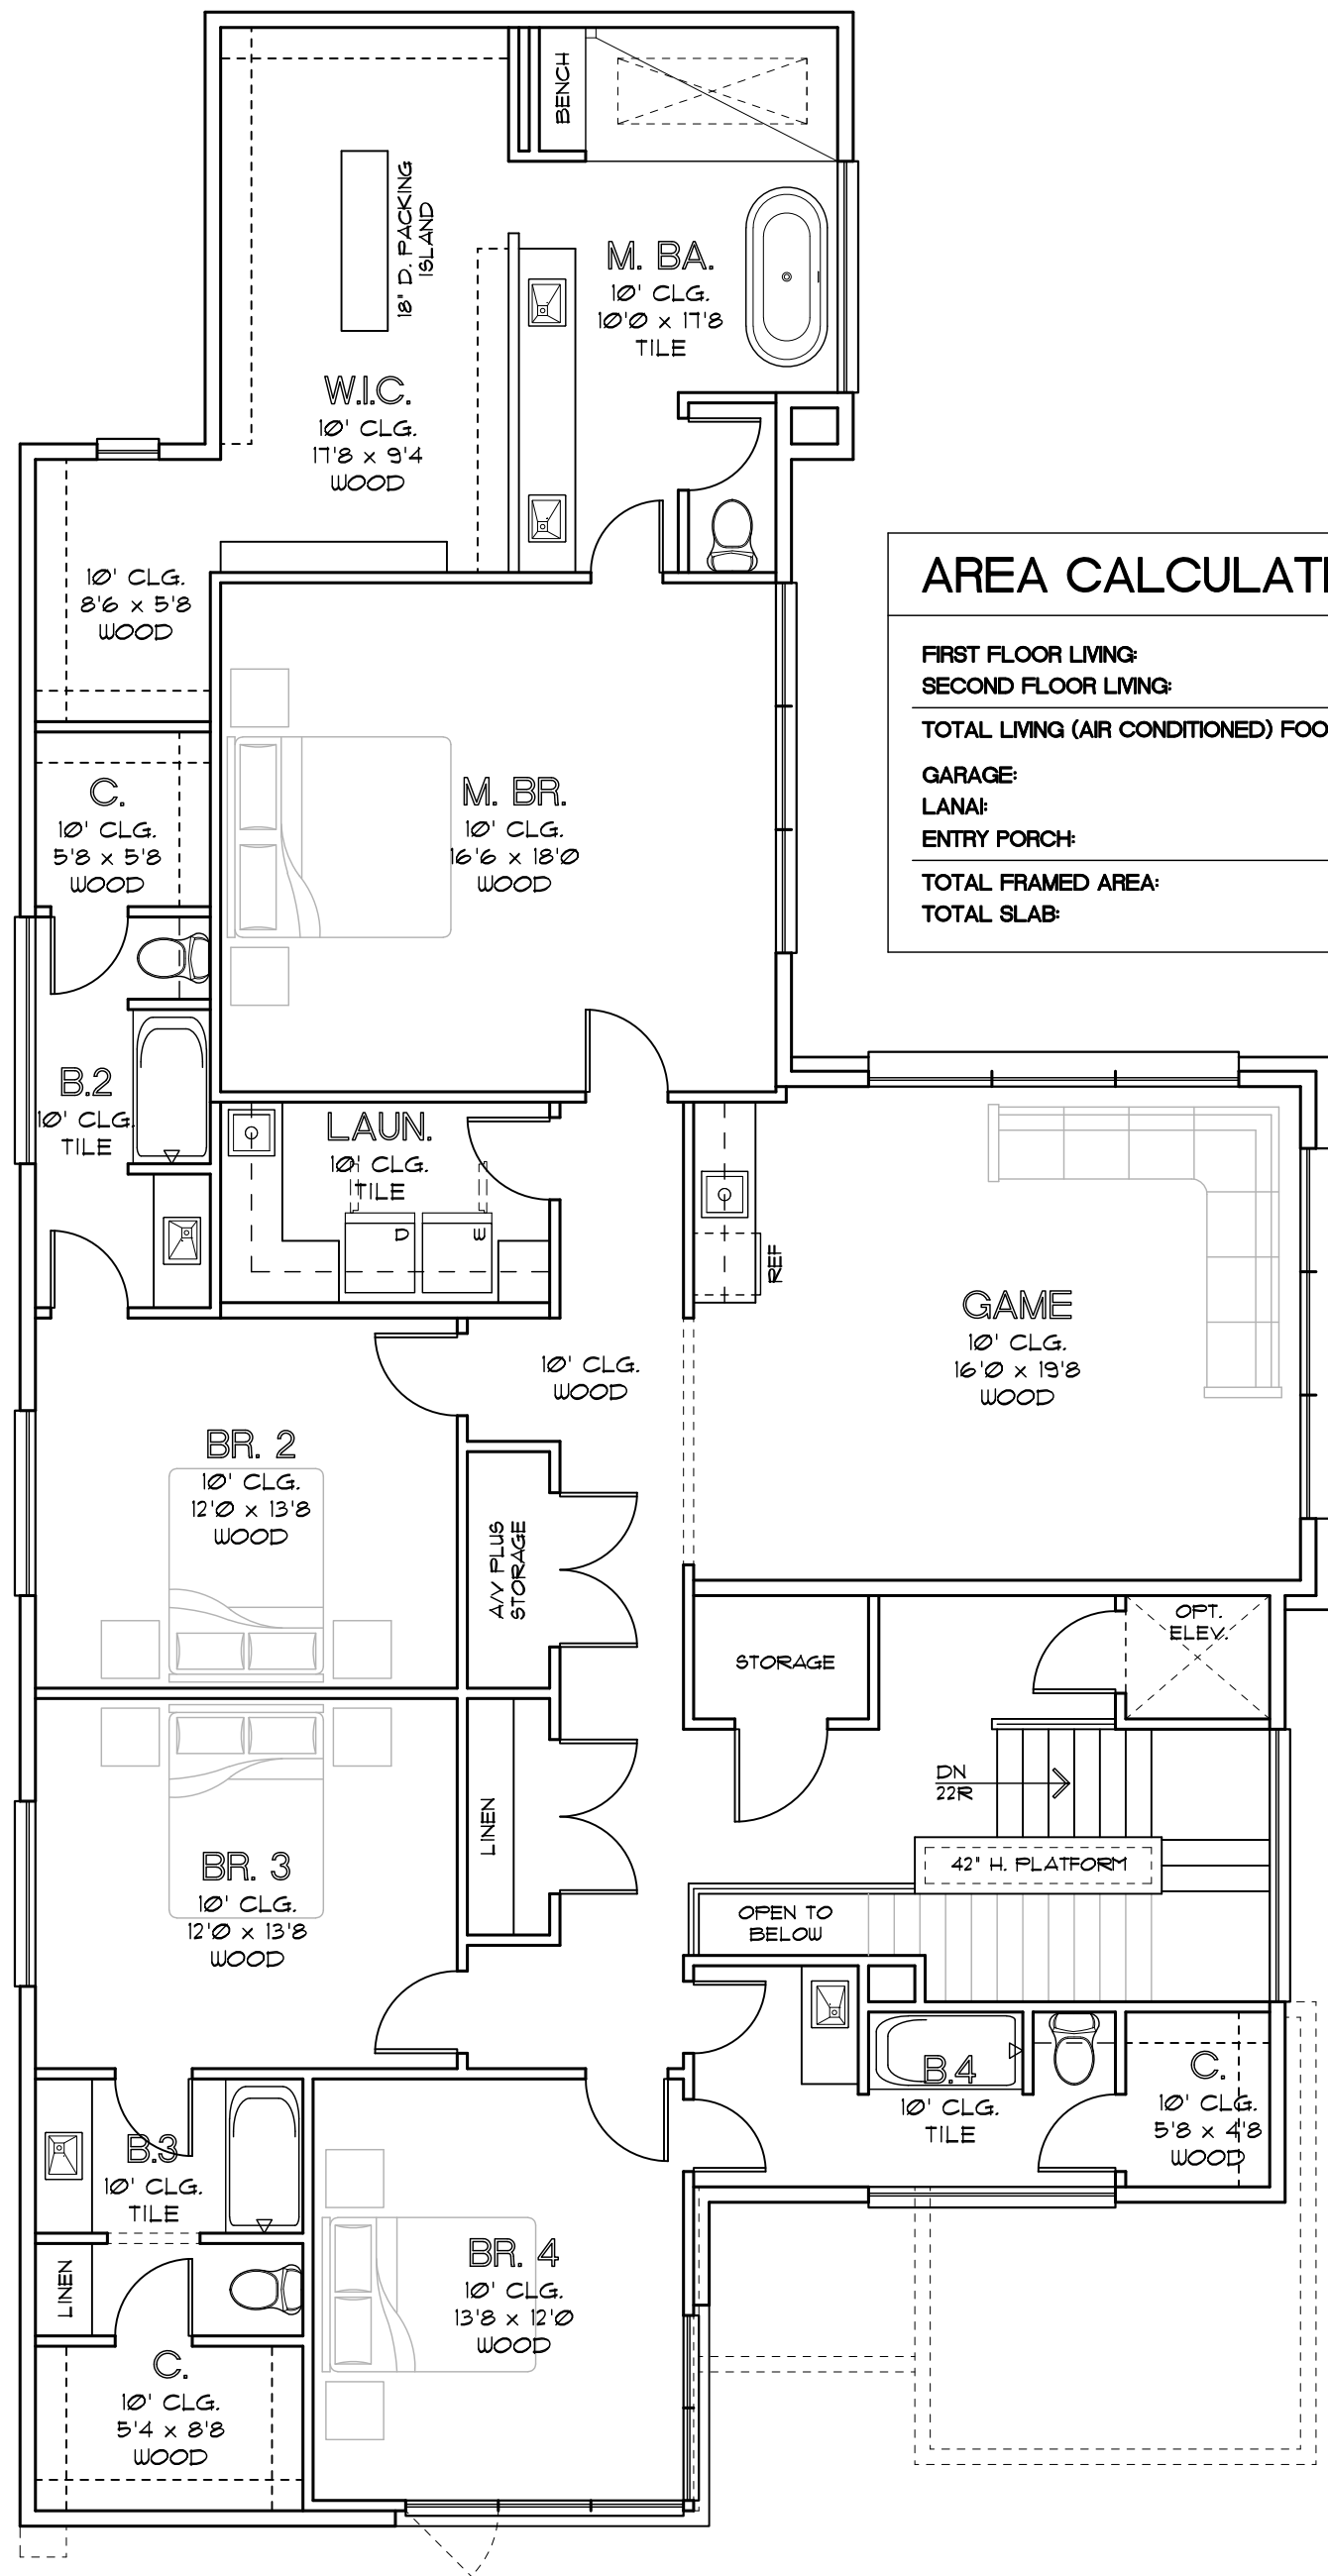 BENCH
18" D. PACKING
ISLAND
M. BA.
10' CLG.
10'0 x 17'8
TILE
W.I.C.
10' CLG.
17'8 x 9'4
WOOD
10' CLG.
8'6 x 5'8
WOOD
AREA CALCULATI
FIRST FLOOR LIVING:
SECOND FLOOR LIVING:
TOTAL LIVING (AIR CONDITIONED) FOO
GARAGE:
LANAI:
ENTRY PORCH:
TOTAL FRAMED AREA:
TOTAL SLAB:
C.
10' CLG.
5'8 x 5'8
WOOD
M. BR.
10' CLG.
16'6 x 18'0
WOOD
B.2
10' CLG.
TILE
LAUN.
10' CLG.
TILE
D
W
REF
GAME
10' CLG.
16'0 x 19'8
WOOD
10' CLG.
WOOD
BR. 2
10' CLG.
12'0 x 13'8
WOOD
A/V PLUS
STORAGE
STORAGE
OPT.
ELEV.
DN
22R
LINEN
BR. 3
10' CLG.
12'0 x 13'8
WOOD
42" H. PLATFORM
OPEN TO
BELOW
B.4
10' CLG.
TILE
C.
10' CLG.
5'8 x 4'8
WOOD
B.3
10' CLG.
TILE
LINEN
BR. 4
10' CLG.
13'8 x 12'0
WOOD
C.
10' CLG.
5'4 x 8'8
WOOD